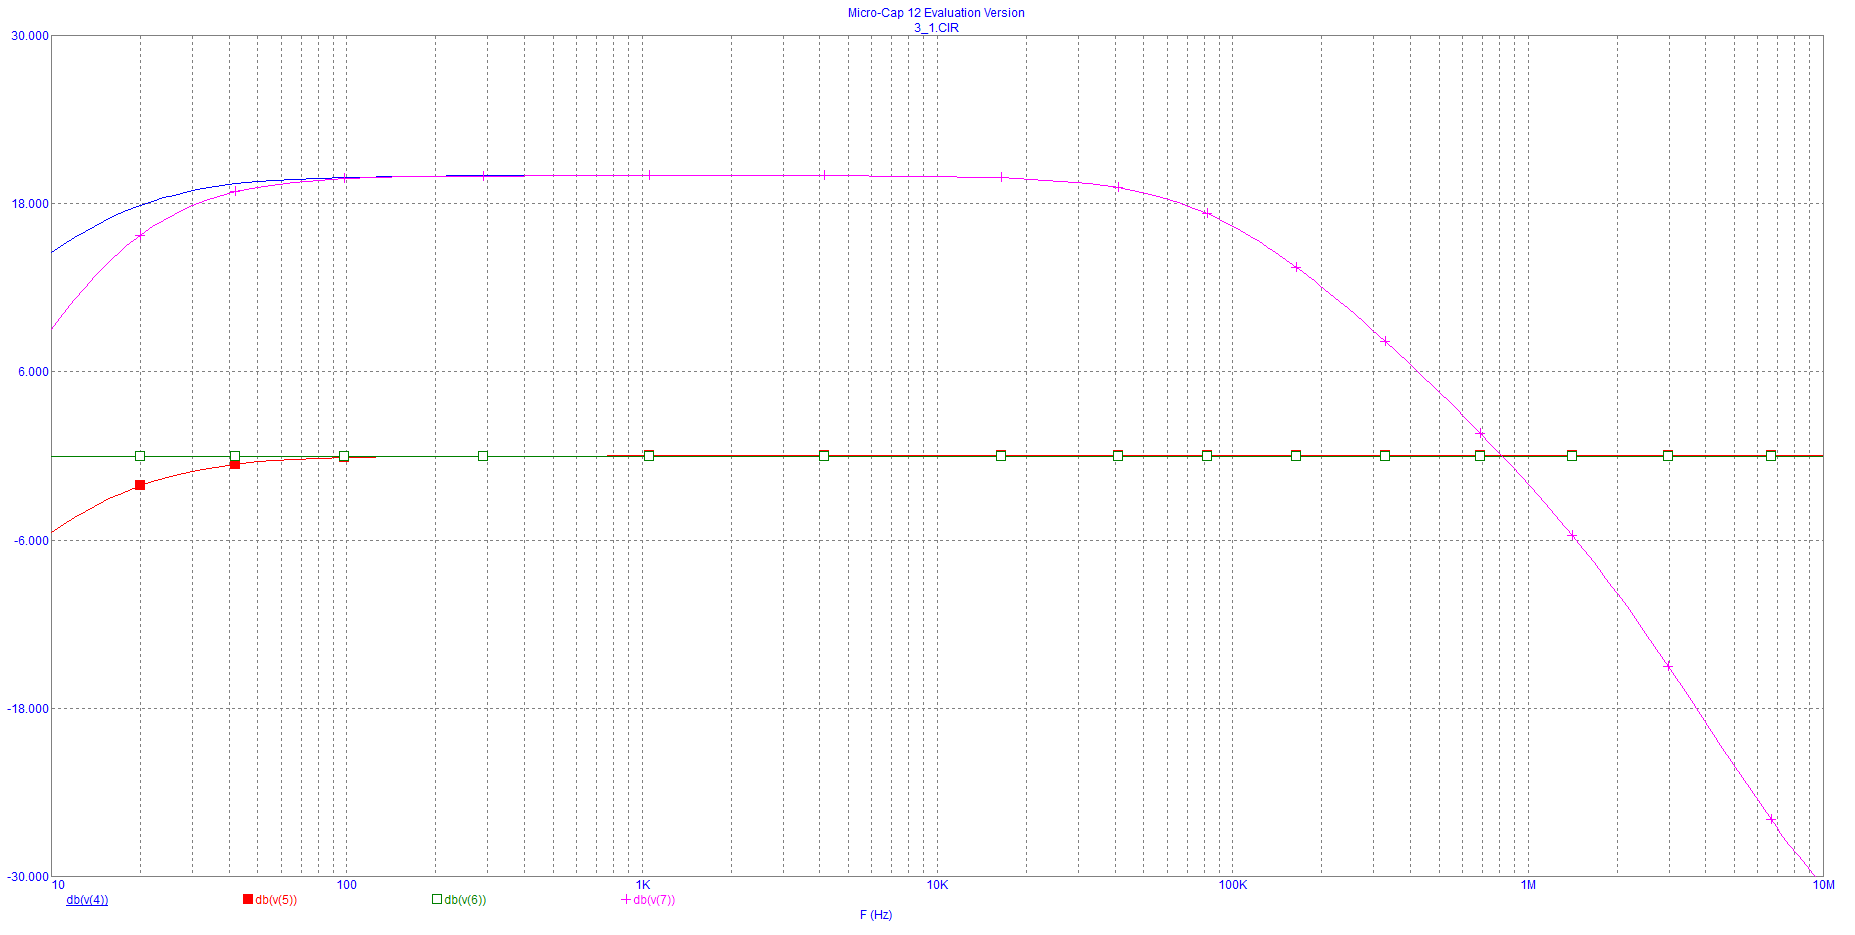 Micro-Cap 12 Evaluation Version
3_1.CIR
30.000
18.000
6.000
-6.000
-18.000
-30.000
10 100 1K 10K 100K 1M 10M
db(v(4)) db(v(5)) db(v(6)) db(v(7))
F (Hz)